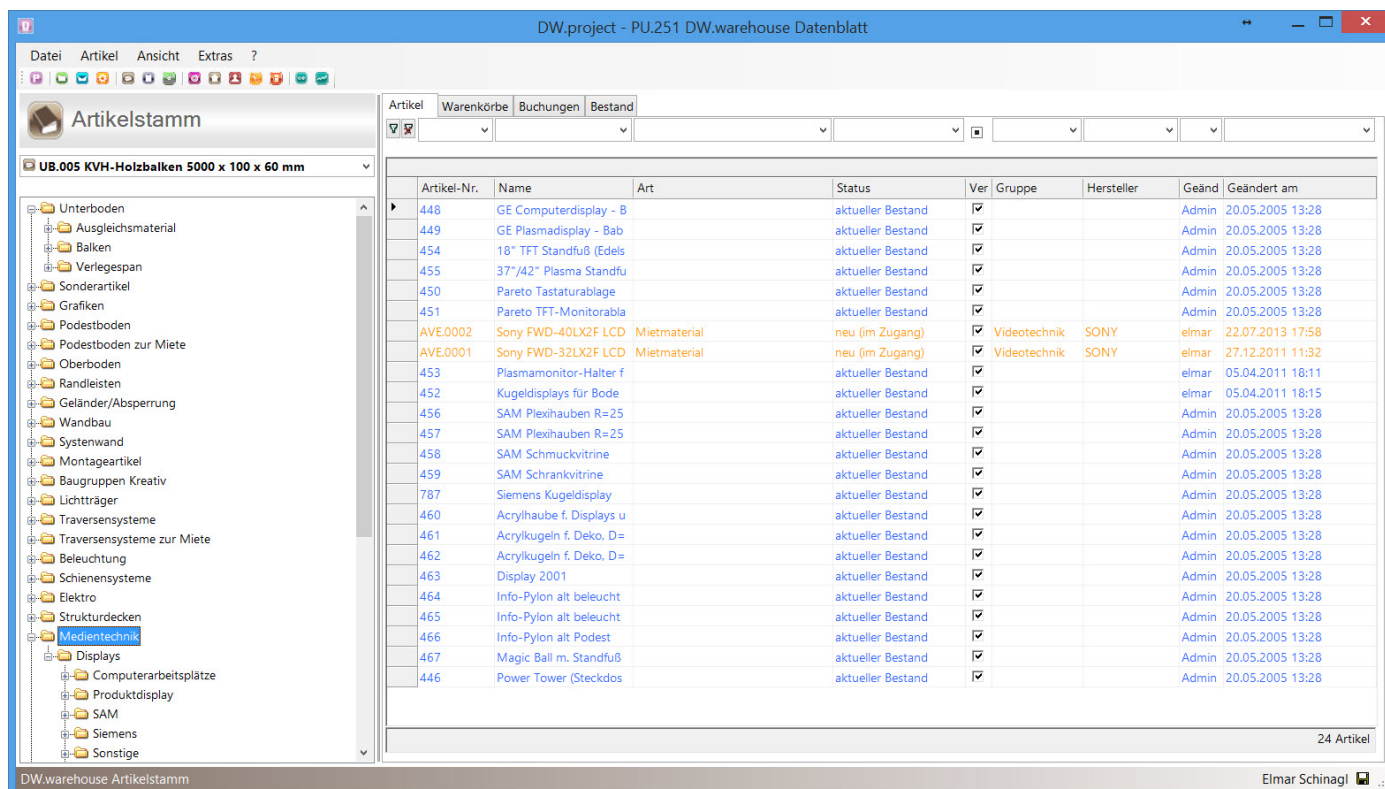 DW.project - PU.251 DW.warehouse Datenblatt
Datei Artikel Ansicht Extras ?
Artikelstamm
UB.005 KVH-Holzbalken 5000 x 100 x 60 mm
Unterboden
Ausgleichsmaterial
Balken
Verlegespan
Sonderartikel
Grafiken
Podestboden
Podestboden zur Miete
Oberboden
Randleisten
Geländer/Absperrung
Wandbau
Systenwand
Montageartikel
Baugruppen Kreativ
Lichtträger
Traversensysteme
Traversensysteme zur Miete
Beleuchtung
Schienensysteme
Elektro
Strukturdecken
Medientechnik
Displays
Computerarbeitsplätze
Produktdisplay
SAM
Siemens
Sonstige
Artikel Warenkörbe Buchungen Bestand
Artikel-Nr. Name Art Status Ver Gruppe Hersteller Geänd Geändert am
448 GE Computerdisplay - B aktueller Bestand Admin 20.05.2005 13:28
449 GE Plasmadisplay - Bab aktueller Bestand Admin 20.05.2005 13:28
454 18" TFT Standfuß (Edels aktueller Bestand Admin 20.05.2005 13:28
455 37"/42" Plasma Standfu aktueller Bestand Admin 20.05.2005 13:28
450 Pareto Tastaturablage aktueller Bestand Admin 20.05.2005 13:28
451 Pareto TFT-Monitorabla aktueller Bestand Admin 20.05.2005 13:28
AVE.0002 Sony FWD-40LX2F LCD Mietmaterial neu (im Zugang) Videotechnik SONY elmar 22.07.2013 17:58
AVE.0001 Sony FWD-32LX2F LCD Mietmaterial neu (im Zugang) Videotechnik SONY elmar 27.12.2011 11:32
453 Plasmamonitor-Halter f aktueller Bestand elmar 05.04.2011 18:11
452 Kugeldisplays für Bode aktueller Bestand elmar 05.04.2011 18:15
456 SAM Plexihauben R=25 aktueller Bestand Admin 20.05.2005 13:28
457 SAM Plexihauben R=25 aktueller Bestand Admin 20.05.2005 13:28
458 SAM Schmuckvitrine aktueller Bestand Admin 20.05.2005 13:28
459 SAM Schrankvitrine aktueller Bestand Admin 20.05.2005 13:28
787 Siemens Kugeldisplay aktueller Bestand Admin 20.05.2005 13:28
460 Acrylhaube f. Displays u aktueller Bestand Admin 20.05.2005 13:28
461 Acrylkugeln f. Deko, D= aktueller Bestand Admin 20.05.2005 13:28
462 Acrylkugeln f. Deko, D= aktueller Bestand Admin 20.05.2005 13:28
463 Display 2001 aktueller Bestand Admin 20.05.2005 13:28
464 Info-Pylon alt beleucht aktueller Bestand Admin 20.05.2005 13:28
465 Info-Pylon alt beleucht aktueller Bestand Admin 20.05.2005 13:28
466 Info-Pylon alt Podest aktueller Bestand Admin 20.05.2005 13:28
467 Magic Ball m. Standfuß aktueller Bestand Admin 20.05.2005 13:28
446 Power Tower (Steckdos aktueller Bestand Admin 20.05.2005 13:28
24 Artikel
DW.warehouse Artikelstamm
Elmar Schinagl